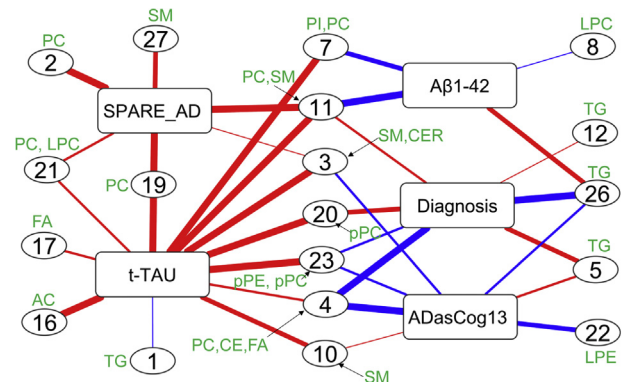 SM
PI,PC
LPC
PC
27
7
8
2
PC,SM
Aβ1-42
SPARE_AD
11
TG
SM,CER
12
PC, LPC
3
TG
21
PC
19
26
20
Diagnosis
FA
pPC
17
TG
23
t-TAU
5
pPE, pPC
AC
4
ADasCog13
16
22
PC,CE,FA
LPE
TG
1
10
SM